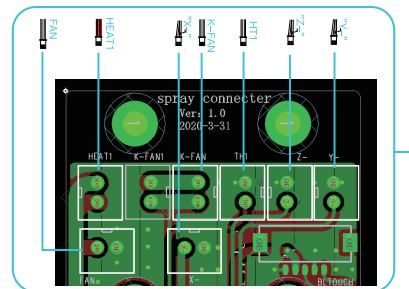 FAN HEAT1 "X-" K-FAN HT1 "Z-" "Y-"
spray connecter
Ver: 1.0
2020-3-31
HEAT1 K-FAN1 K-FAN TH1 Z- Y-
FAN X- BLTOUCH